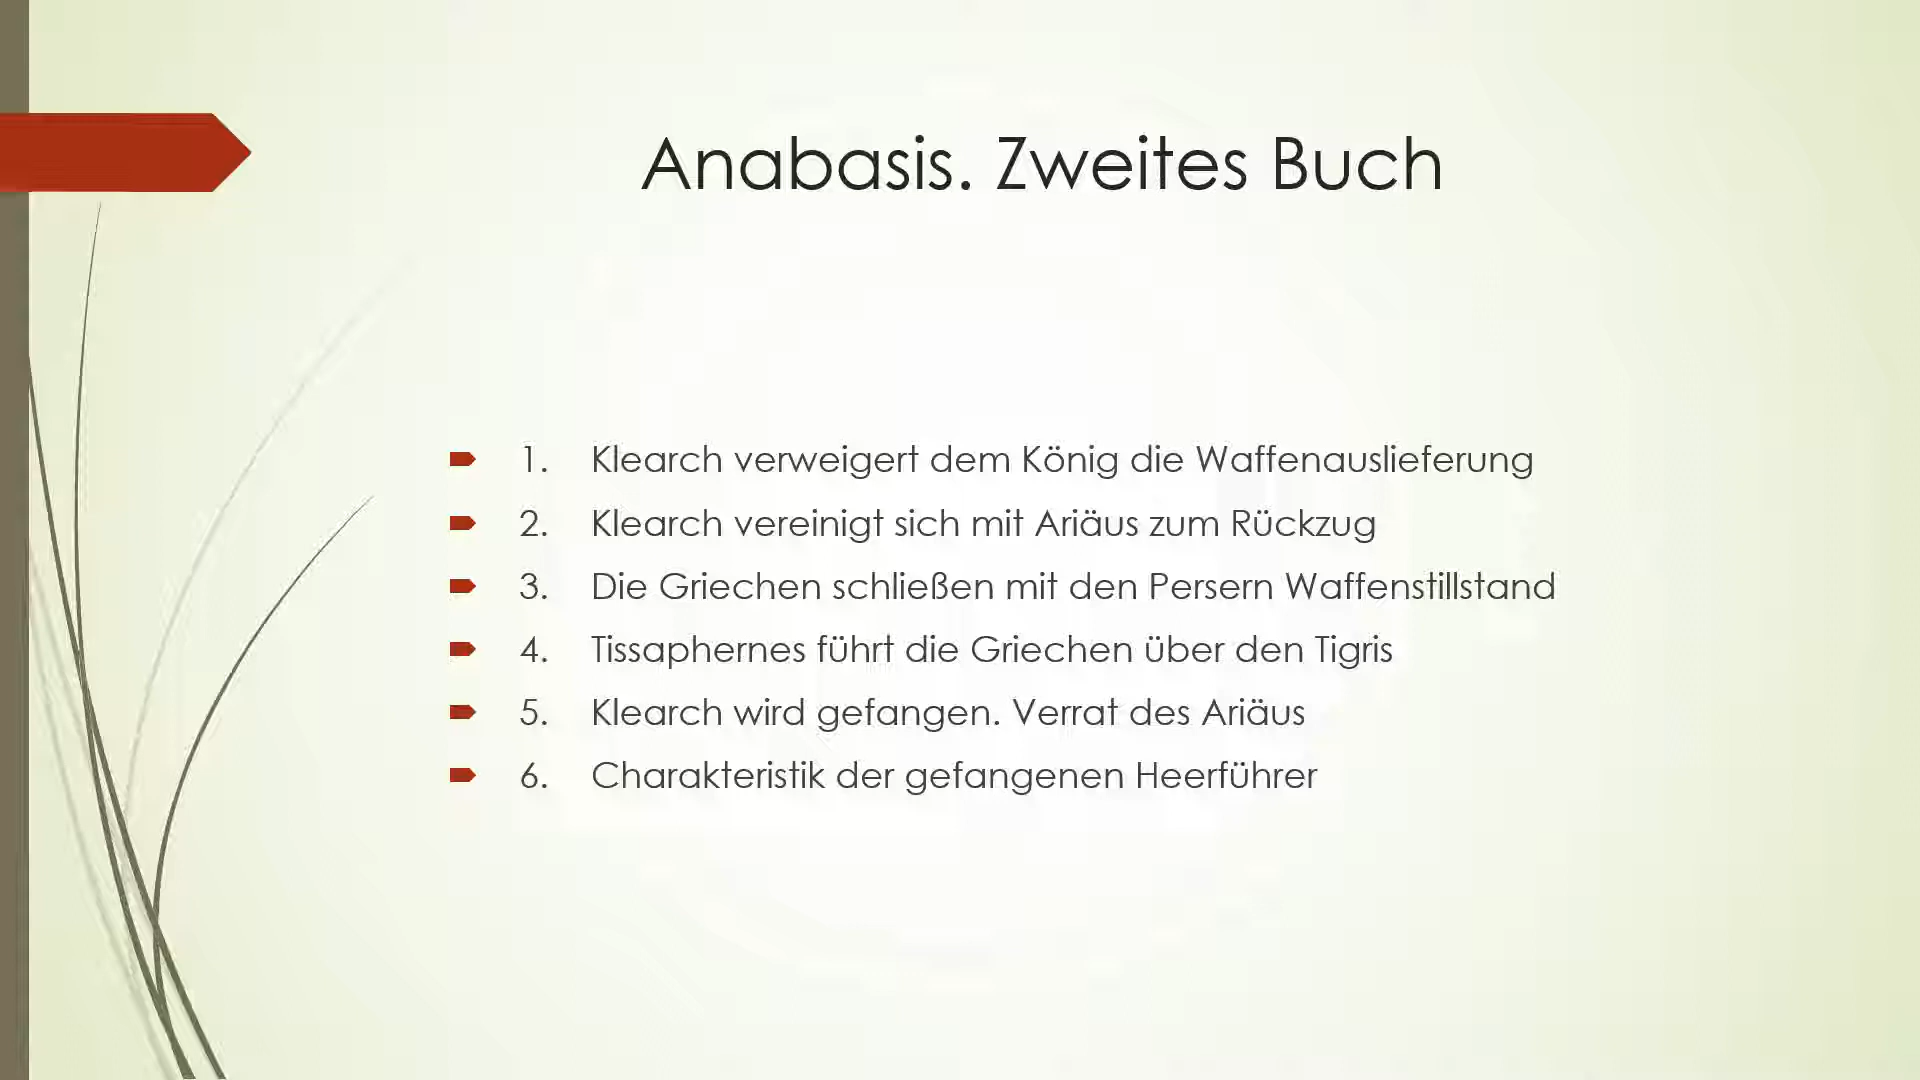 Anabasis. Zweites Buch
1. Klearch verweigert dem König die Waffenauslieferung
2. Klearch vereinigt sich mit Ariäus zum Rückzug
3. Die Griechen schließen mit den Persern Waffenstillstand
4. Tissaphernes führt die Griechen über den Tigris
5. Klearch wird gefangen. Verrat des Ariäus
6. Charakteristik der gefangenen Heerführer